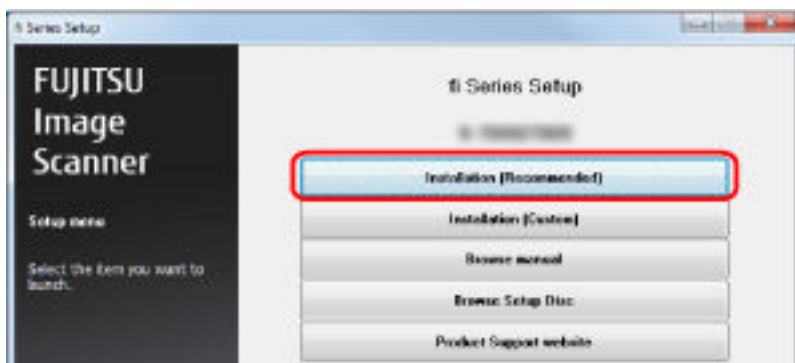 fi Series Setup
FUJITSU
Image
Scanner
Setup menu
Select the item you want to
launch.
fi Series Setup
Installation (Recommended)
Installation (Custom)
Browse manual
Browse Setup Disc
Product Support website